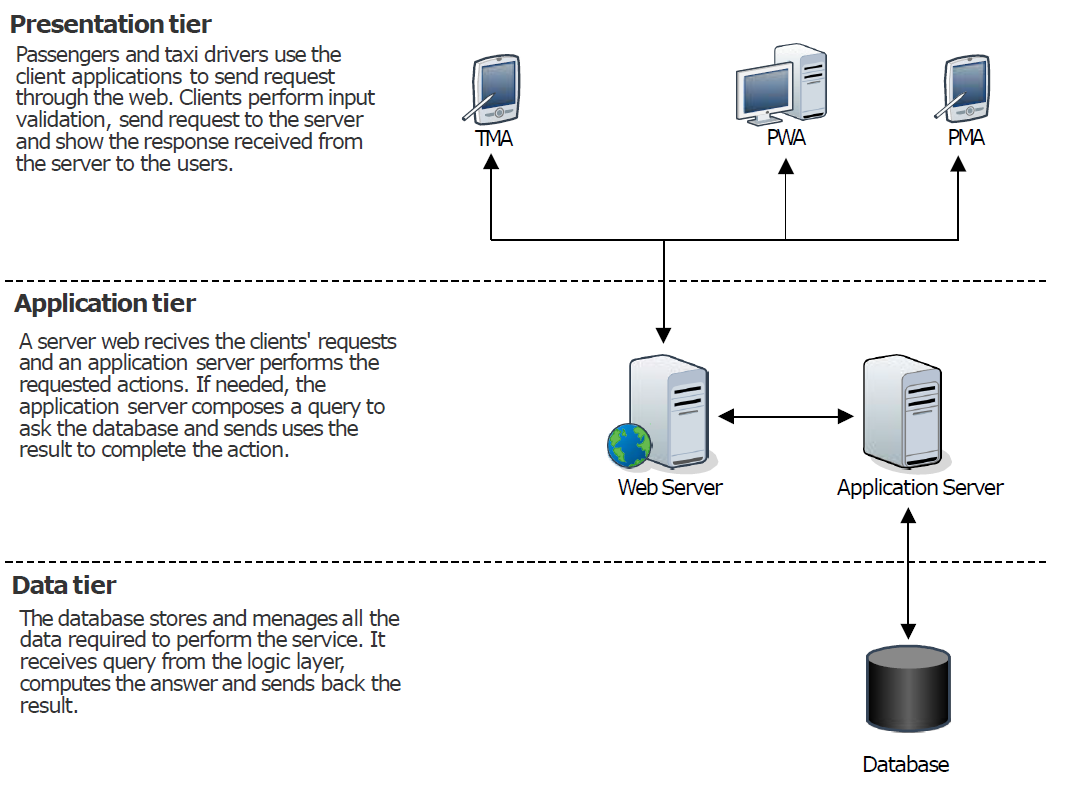 Presentation tier
Passengers and taxi drivers use the
client applications to send request
through the web. Clients perform input
validation, send request to the server
and show the response received from
the server to the users.
TMA
PWA
PMA
Application tier
A server web recives the clients' requests
and an application server performs the
requested actions. If needed, the
application server composes a query to
ask the database and sends uses the
result to complete the action.
Web Server
Application Server
Data tier
The database stores and menages all the
data required to perform the service. It
receives query from the logic layer,
computes the answer and sends back the
result.
Database